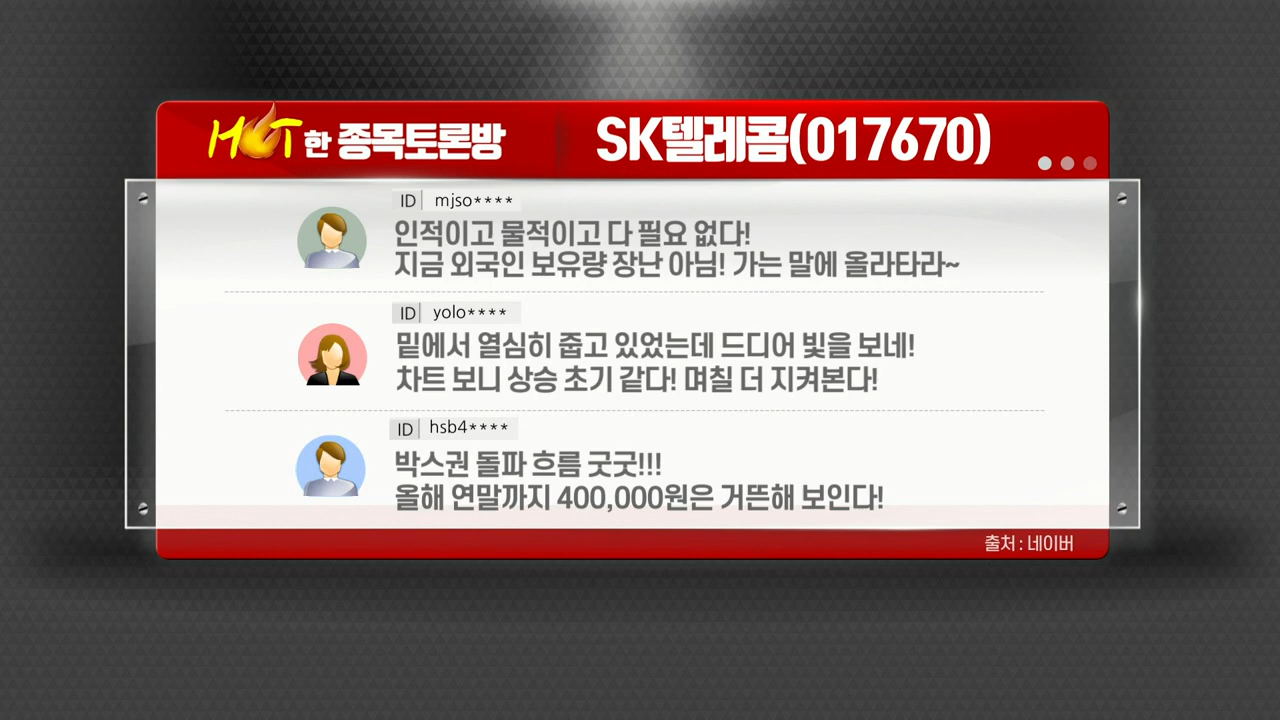 HOT한 종목토론방
SK텔레콤(017670)
ID mjso****
인적이고 물적이고 다 필요 없다!
지금 외국인 보유량 장난 아님! 가는 말에 올라타라~
ID yolo****
밑에서 열심히 줍고 있었는데 드디어 빛을 보네!
차트 보니 상승 초기 같다! 며칠 더 지켜본다!
ID hsb4****
박스권 돌파 흐름 굿굿!!!
올해 연말까지 400,000원은 거뜬해 보인다!
출처 : 네이버